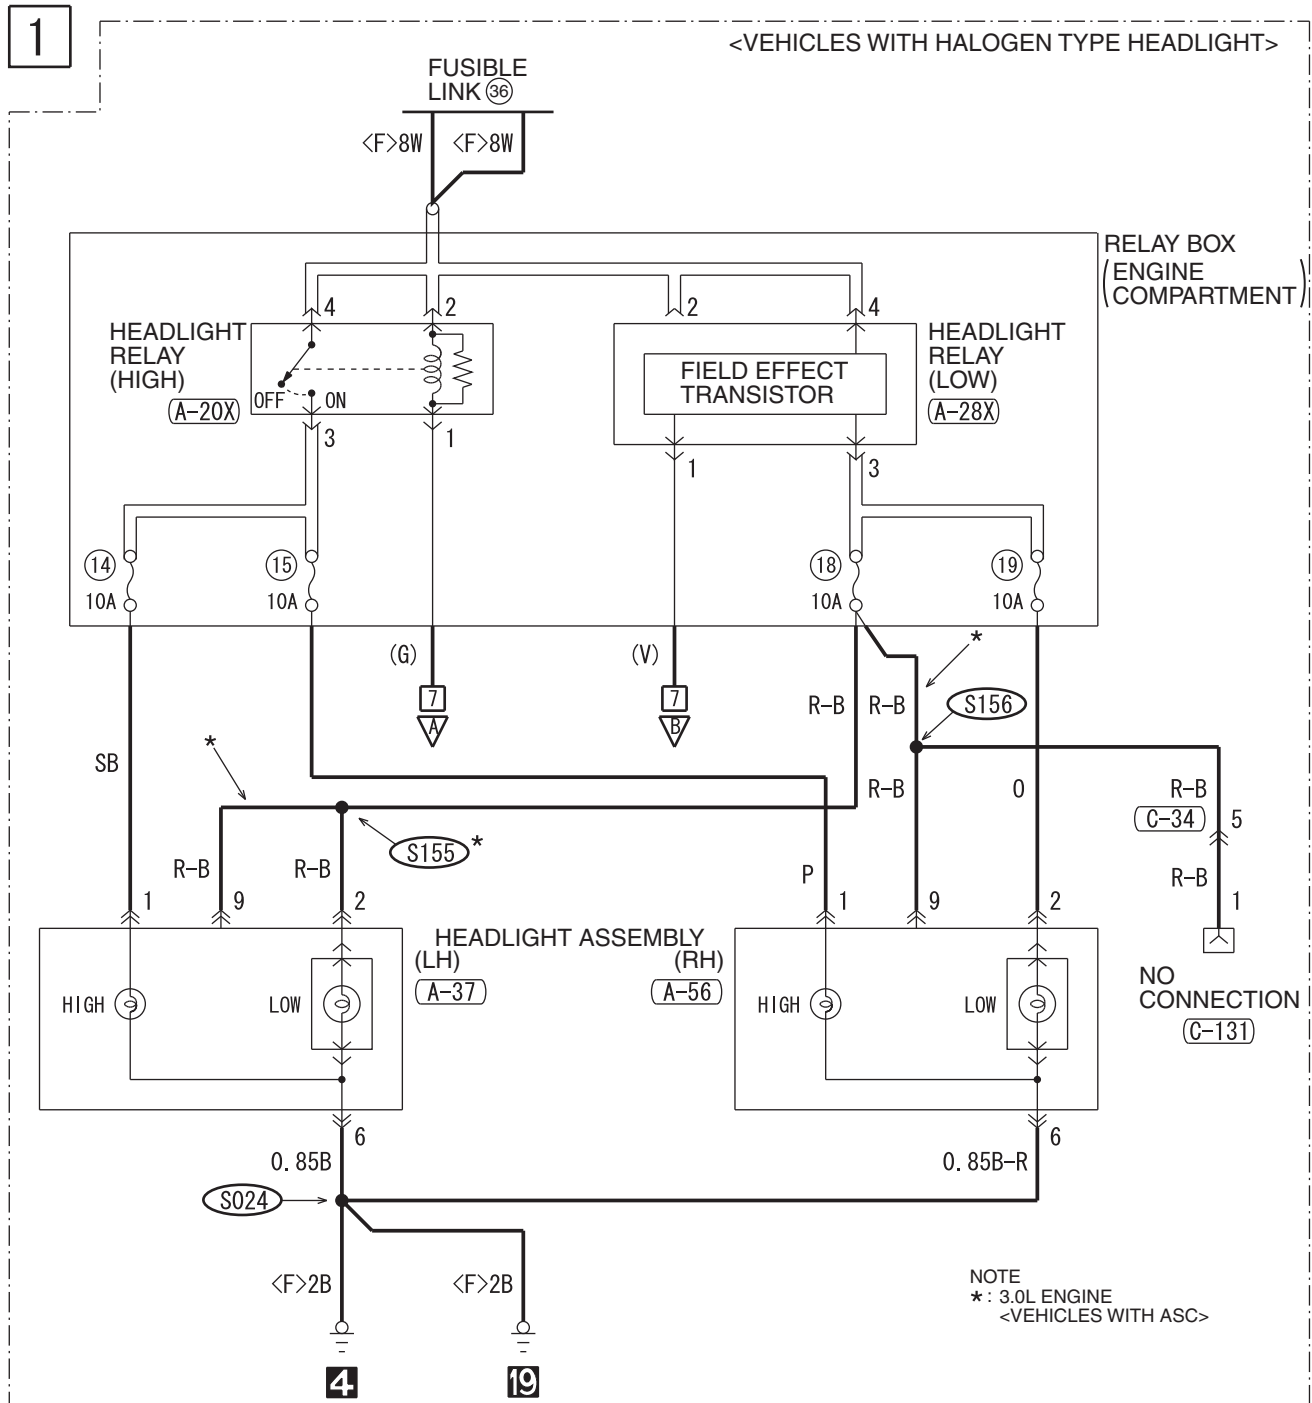 1
<VEHICLES WITH HALOGEN TYPE HEADLIGHT>
FUSIBLE
LINK 36
<F>8W <F>8W
RELAY BOX
(ENGINE
COMPARTMENT)
4 2 2 4
HEADLIGHT
RELAY
(HIGH)
A-20X
OFF ON
FIELD EFFECT
TRANSISTOR
HEADLIGHT
RELAY
(LOW)
A-28X
3 1 1 3
14 15 18 19
10A 10A 10A 10A
(G) (V) *
7 7
A B
R-B R-B S156
SB *
R-B O R-B
C-34 5
S155 *
R-B R-B P R-B
1 9 2 1 9 2 1
HEADLIGHT ASSEMBLY
(LH) (RH)
A-37 A-56
HIGH LOW HIGH LOW
NO
CONNECTION
C-131
6 6
0.85B 0.85B-R
S024
<F>2B <F>2B
4 19
NOTE
* : 3.0L ENGINE
<VEHICLES WITH ASC>